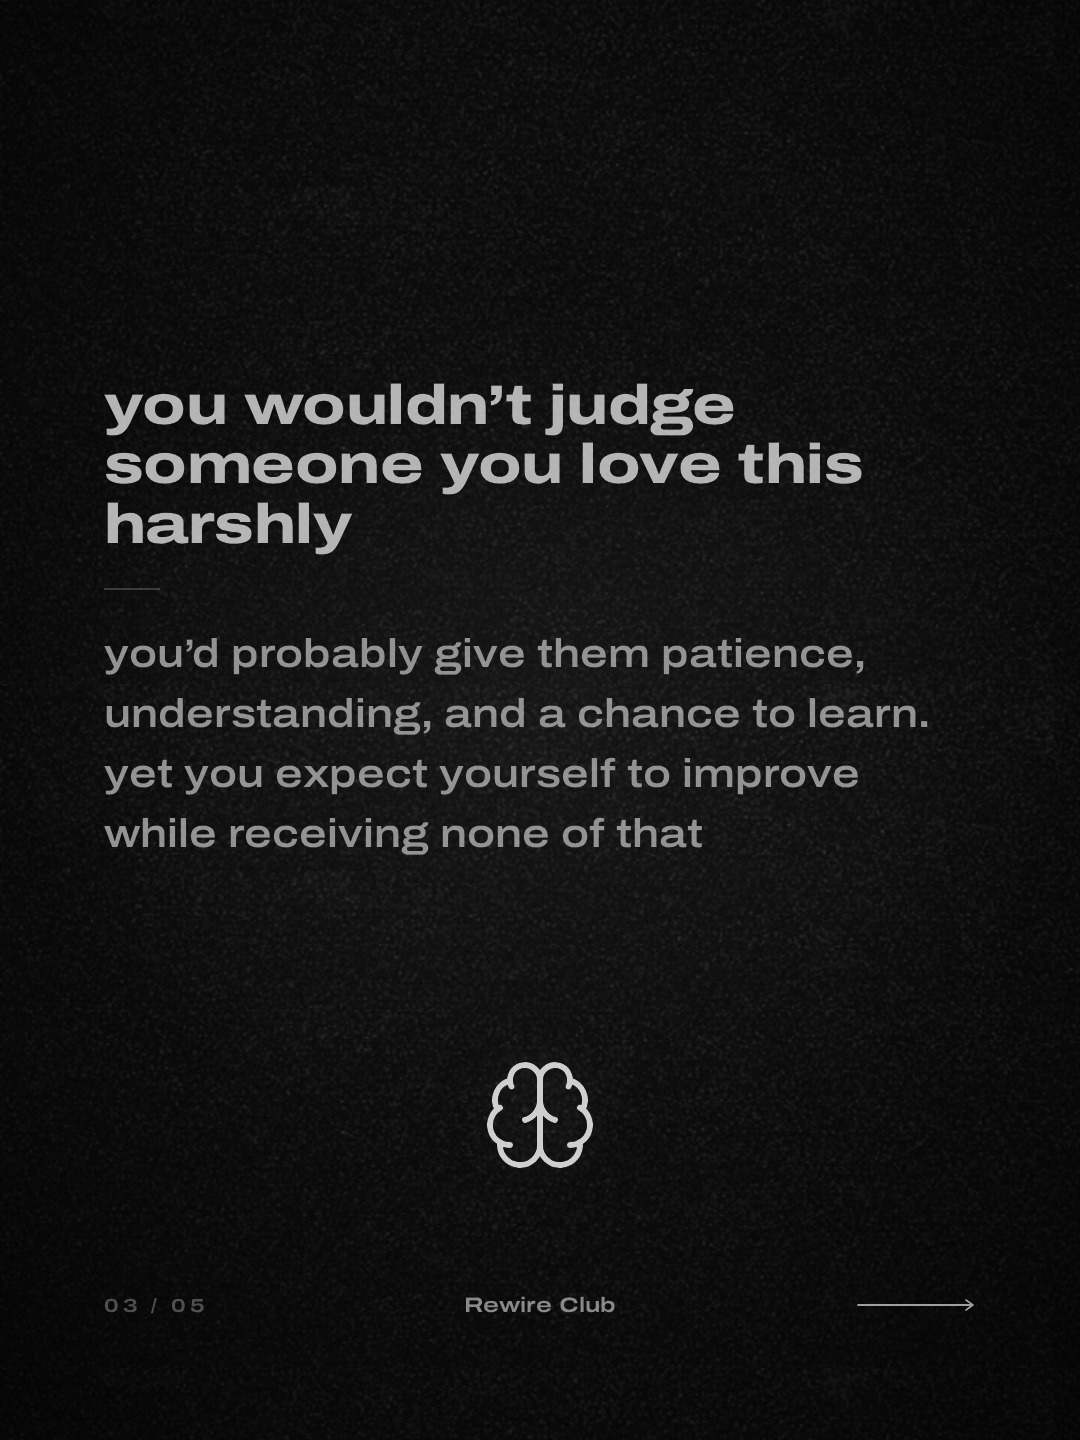 you wouldn’t judge
someone you love this
harshly
you’d probably give them patience,
understanding, and a chance to learn.
yet you expect yourself to improve
while receiving none of that
03 / 05
Rewire Club